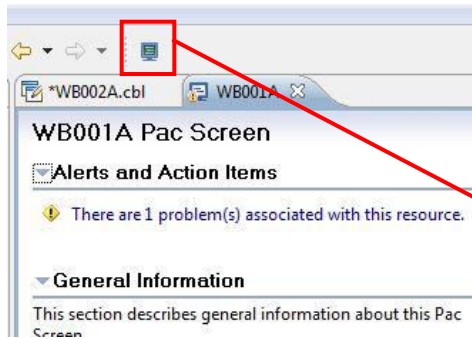 *WB002A.cbl WB001A
WB001A Pac Screen
Alerts and Action Items
There are 1 problem(s) associated with this resource.
General Information
This section describes general information about this Pac
Screen